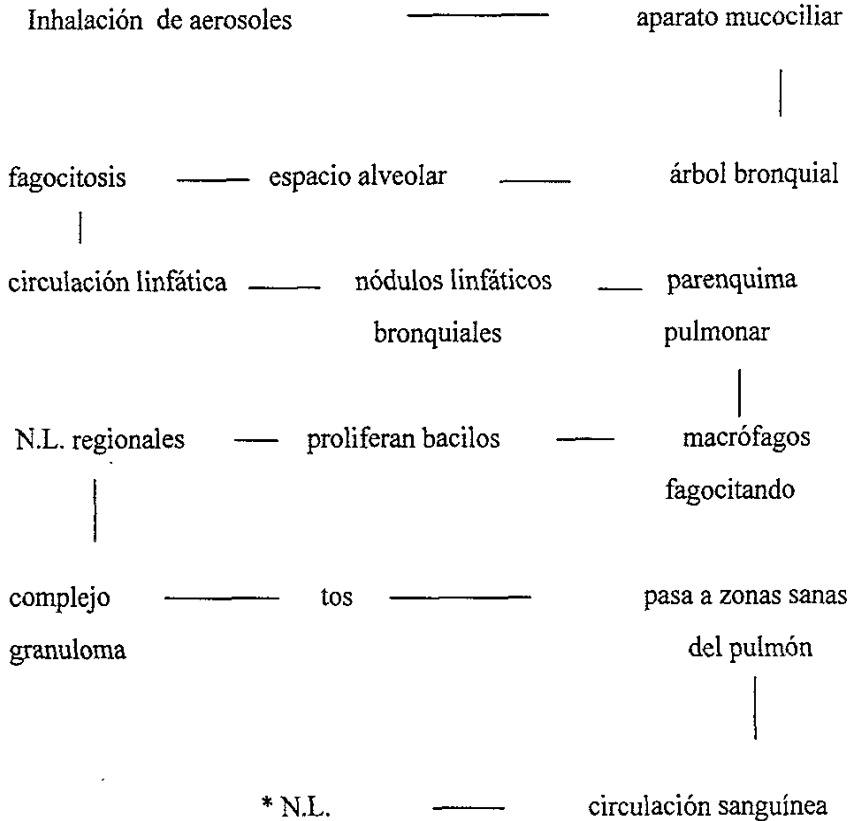 Inhalación de aerosoles aparato mucociliar
fagocitosis espacio alveolar árbol bronquial
circulación linfática nódulos linfáticos parenquima
bronquiales pulmonar
N.L. regionales proliferan bacilos macrófagos
fagocitando
complejo tos pasa a zonas sanas
granuloma del pulmón
* N.L. circulación sanguínea